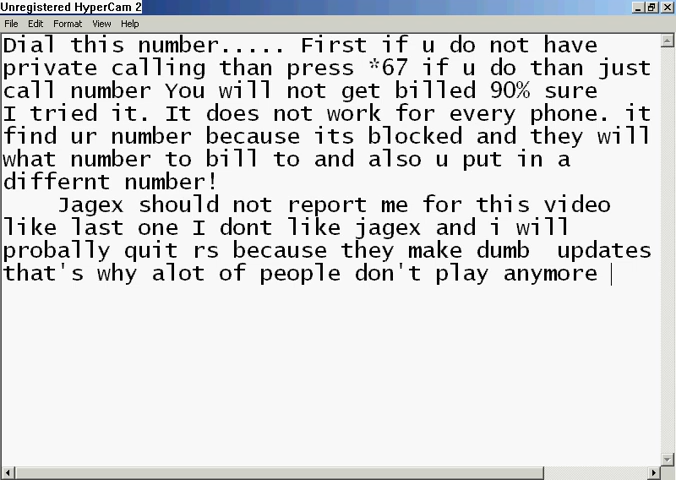 Unregistered HyperCam 2
File Edit Format View Help
Dial this number..... First if u do not have
private calling than press *67 if u do than just
call number You will not get billed 90% sure
I tried it. It does not work for every phone. it
find ur number because its blocked and they will
what number to bill to and also u put in a
differnt number!
Jagex should not report me for this video
like last one I dont like jagex and i will
probally quit rs because they make dumb  updates
that's why alot of people don't play anymore